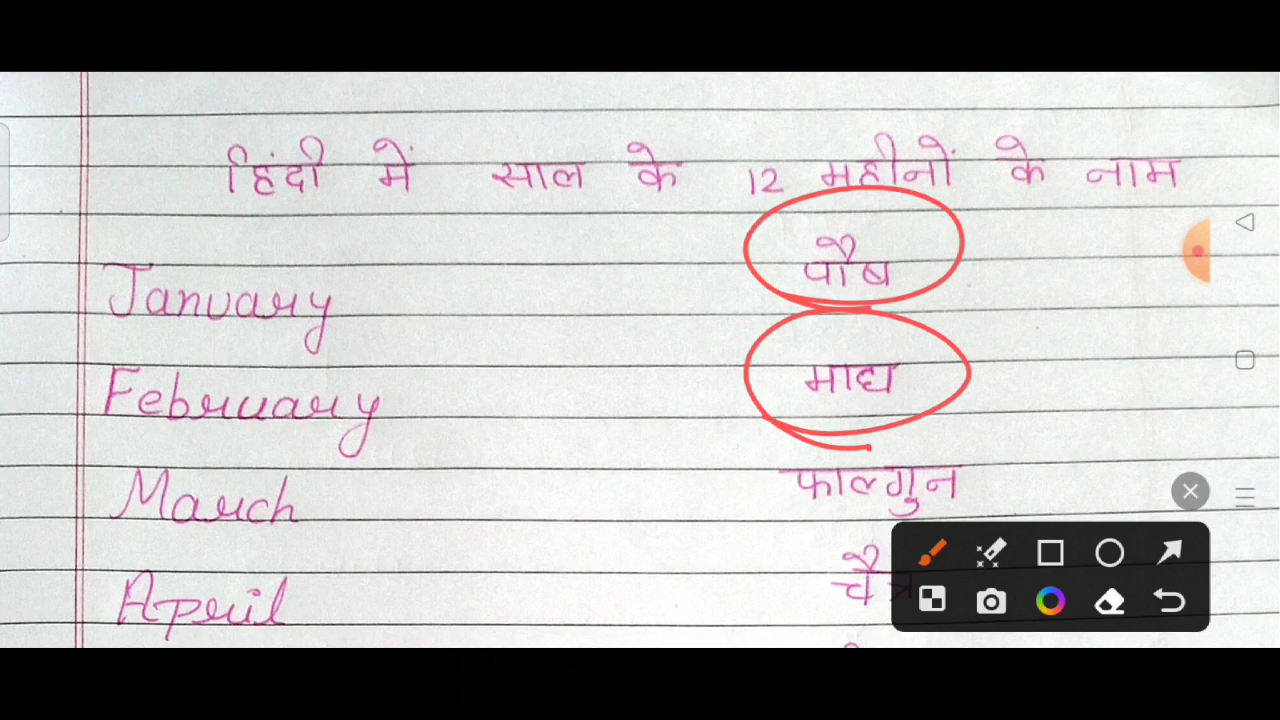 हिंदी में साल के 12 महीनों के नाम
January पौष
February माघ
March फाल्गुन
April चैत्र